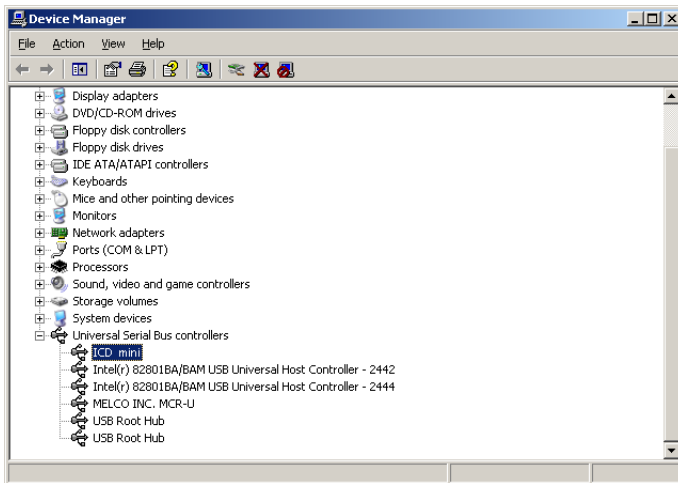 Device Manager
File Action View Help
Display adapters
DVD/CD-ROM drives
Floppy disk controllers
Floppy disk drives
IDE ATA/ATAPI controllers
Keyboards
Mice and other pointing devices
Monitors
Network adapters
Ports (COM & LPT)
Processors
Sound, video and game controllers
Storage volumes
System devices
Universal Serial Bus controllers
ICD mini
Intel(r) 82801BA/BAM USB Universal Host Controller - 2442
Intel(r) 82801BA/BAM USB Universal Host Controller - 2444
MELCO INC. MCR-U
USB Root Hub
USB Root Hub